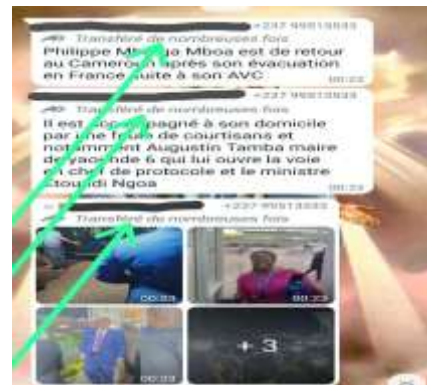 Transféré de nombreuses fois
Philippe Mbarga Mboa est de retour
au Cameroun après son évacuation
en France suite à son AVC
00:23
Transféré de nombreuses fois
Il est accompagné à son domicile
par une foule de courtisans et
notamment Augustin Tamba maire
de yaoundé 6 qui lui ouvre la voie
en chef de protocole et le ministre
Etoundi Ngoa
00:23
Transféré de nombreuses fois
00:23
00:23
00:23
+ 3